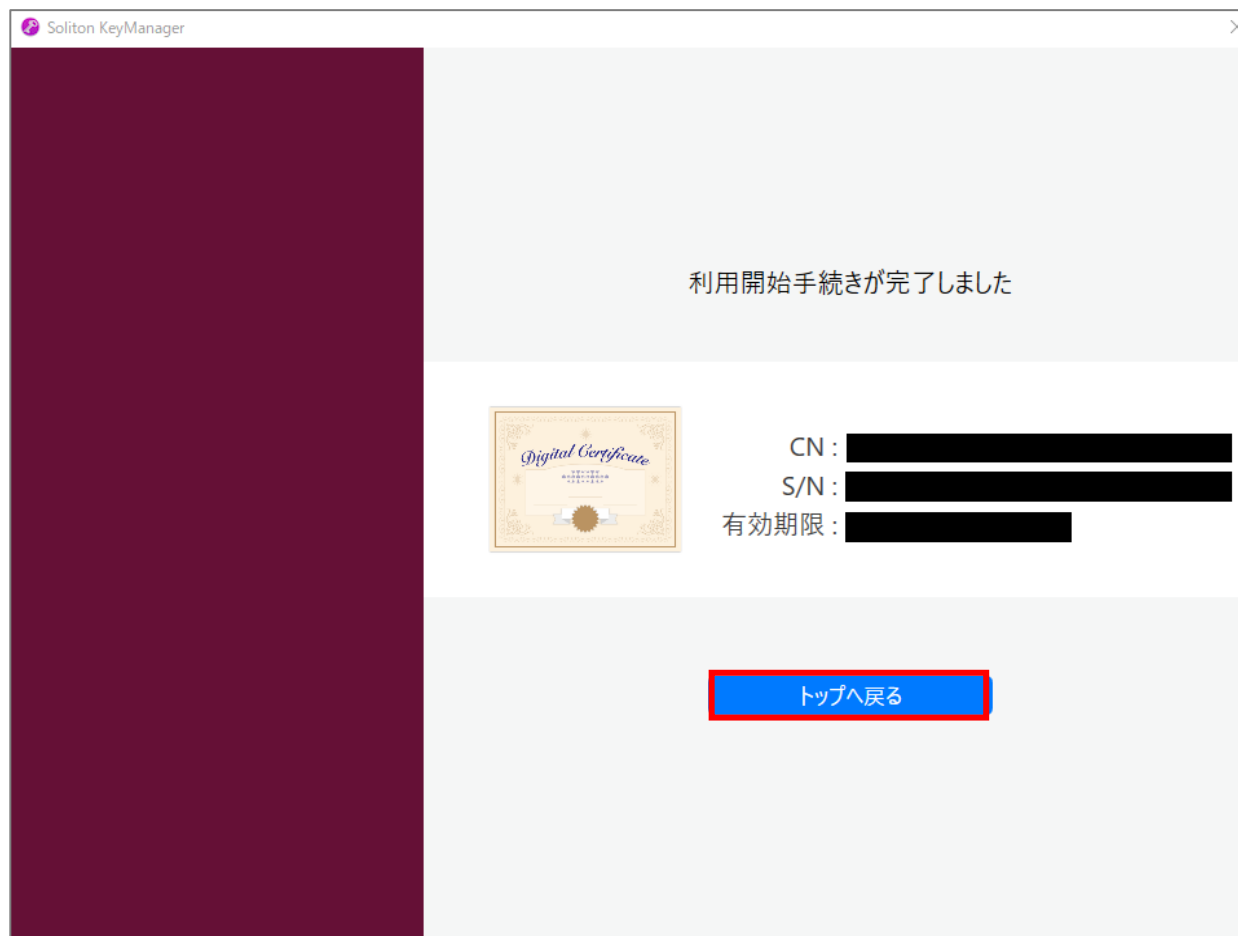 Soliton KeyManager
利用開始手続きが完了しました
Digital Certificate
CN :
S/N :
有効期限 :
トップへ戻る